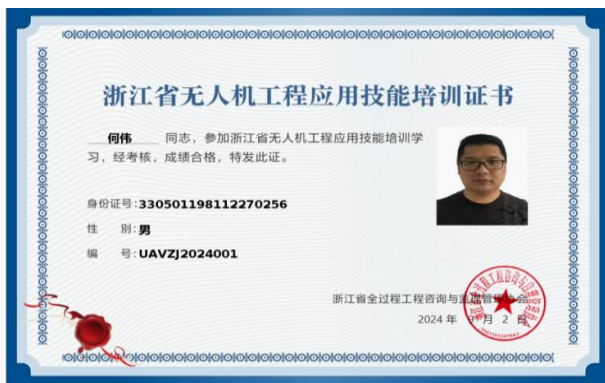 浙江省无人机工程应用技能培训证书
何伟 同志，参加浙江省无人机工程应用技能培训学
习，经考核，成绩合格，特发此证。
身份证号:330501198112270256
性 别:男
编 号:UAVZJ2024001
浙江省全过程工程咨询与监理管理协会
2024 年 9 月 2 日